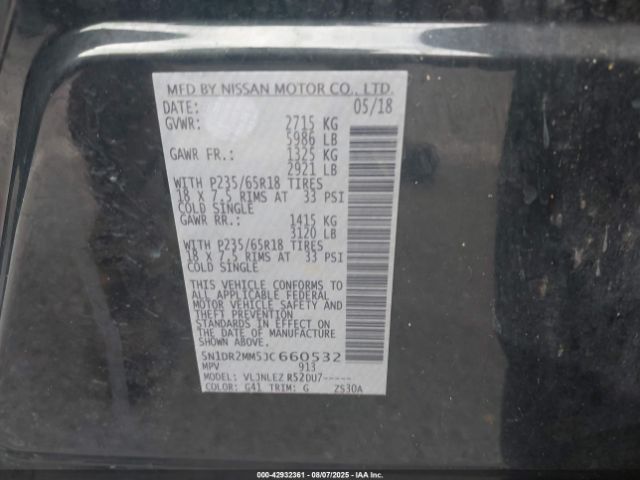 MFD BY NISSAN MOTOR CO., LTD.
DATE: 05/18
GVWR: 2715 KG
5986 LB
GAWR FR.: 1325 KG
2921 LB
WITH P235/65R18 TIRES
18 X 7.5 RIMS AT 33 PSI
COLD SINGLE
GAWR RR.: 1415 KG
3120 LB
WITH P235/65R18 TIRES
18 X 7.5 RIMS AT 33 PSI
COLD SINGLE
THIS VEHICLE CONFORMS TO
ALL APPLICABLE FEDERAL
MOTOR VEHICLE SAFETY
AND THEFT PREVENTION
STANDARDS IN EFFECT ON
THE DATE OF MANUFACTURE
SHOWN ABOVE.
5N1DR2MM5JC660532
MPV 913
MODEL: VLJNLEZ R520U7-----
COLOR: G41 TRIM: G ZS30A
000-42932361 - 08/07/2025 - IAA Inc.